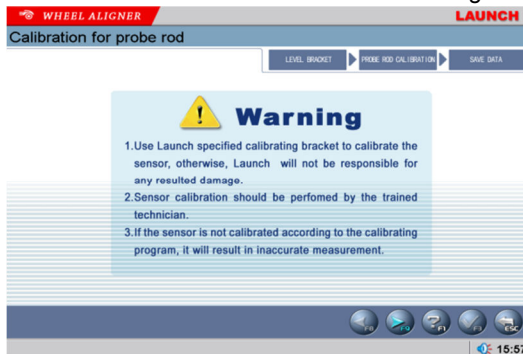 WHEEL ALIGNER
LAUNCH
Calibration for probe rod
LEVEL BRACKET
PROBE ROD CALIBRATION
SAVE DATA
Warning
1.Use Launch specified calibrating bracket to calibrate the
sensor, otherwise, Launch will not be responsible for
any resulted damage.
2.Sensor calibration should be perfomed by the trained
technician.
3.If the sensor is not calibrated according to the calibrating
program, it will result in inaccurate measurement.
F8
F9
F1
F3
ESC
15:57